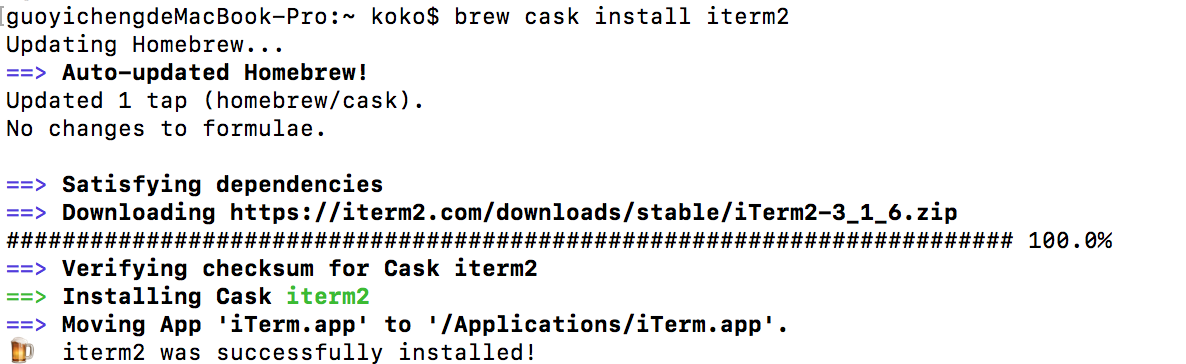 [guoyichengdeMacBook-Pro:~ koko$ brew cask install iterm2
Updating Homebrew...
==> Auto-updated Homebrew!
Updated 1 tap (homebrew/cask).
No changes to formulae.
==> Satisfying dependencies
==> Downloading https://iterm2.com/downloads/stable/iTerm2-3_1_6.zip
######################################################################## 100.0%
==> Verifying checksum for Cask iterm2
==> Installing Cask iterm2
==> Moving App 'iTerm.app' to '/Applications/iTerm.app'.
🍺 iterm2 was successfully installed!